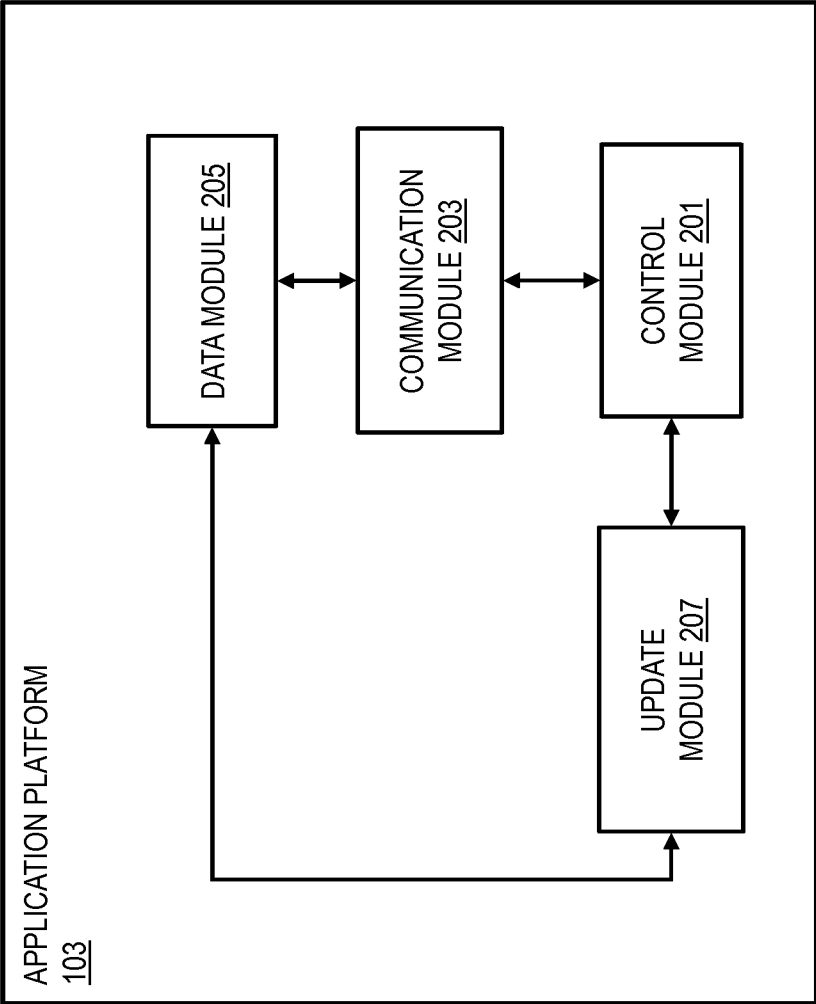 APPLICATION PLATFORM
103
DATA MODULE 205
COMMUNICATION
MODULE 203
UPDATE
MODULE 207
CONTROL
MODULE 201